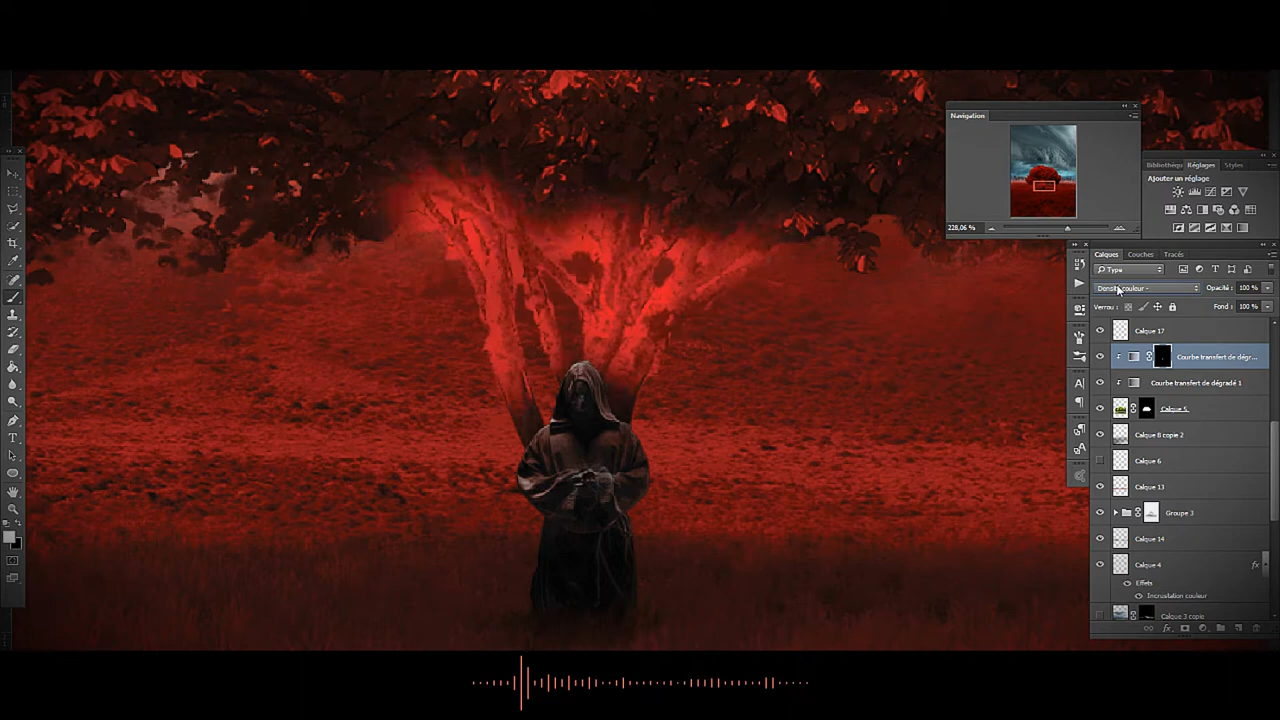 Navigation
228,06 %
Bibliothèqu Réglages Styles
Ajouter un réglage
Calques Couches Tracés
Type
Densité couleur - Opacité : 100 %
Verrou : Fond : 100 %
Calque 17
Courbe transfert de dégr...
Courbe transfert de dégradé 1
Calque 5
Calque 8 copie 2
Calque 6
Calque 13
Groupe 3
Calque 14
Calque 4 fx
Effets
Incrustation couleur
Calque 3 copie